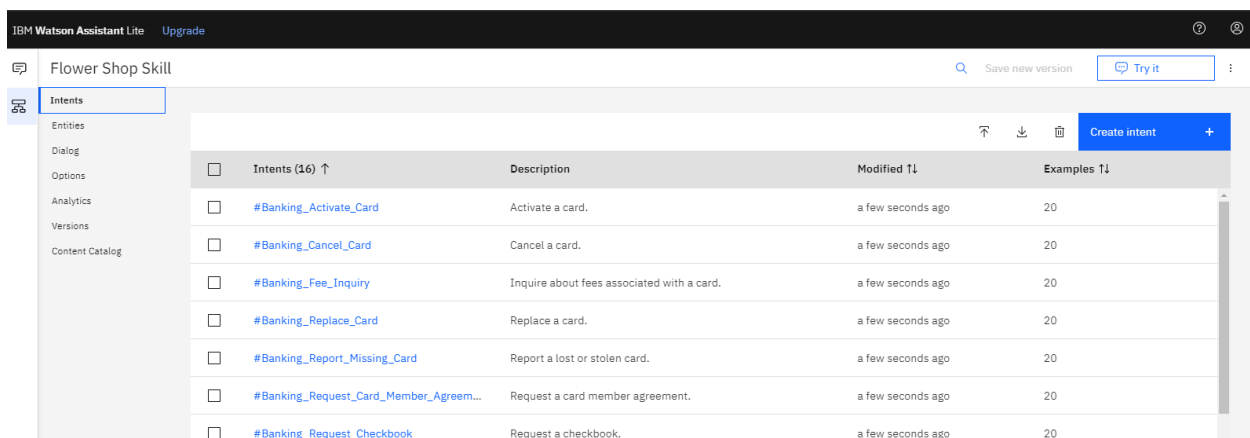 IBM Watson Assistant Lite Upgrade
Flower Shop Skill Save new version Try it
Intents
Entities
Dialog
Options
Analytics
Versions
Content Catalog
Create intent +
Intents (16) ↑ Description Modified ↑↓ Examples ↑↓
#Banking_Activate_Card Activate a card. a few seconds ago 20
#Banking_Cancel_Card Cancel a card. a few seconds ago 20
#Banking_Fee_Inquiry Inquire about fees associated with a card. a few seconds ago 20
#Banking_Replace_Card Replace a card. a few seconds ago 20
#Banking_Report_Missing_Card Report a lost or stolen card. a few seconds ago 20
#Banking_Request_Card_Member_Agreem... Request a card member agreement. a few seconds ago 20
#Banking_Request_Checkbook Request a checkbook. a few seconds ago 20